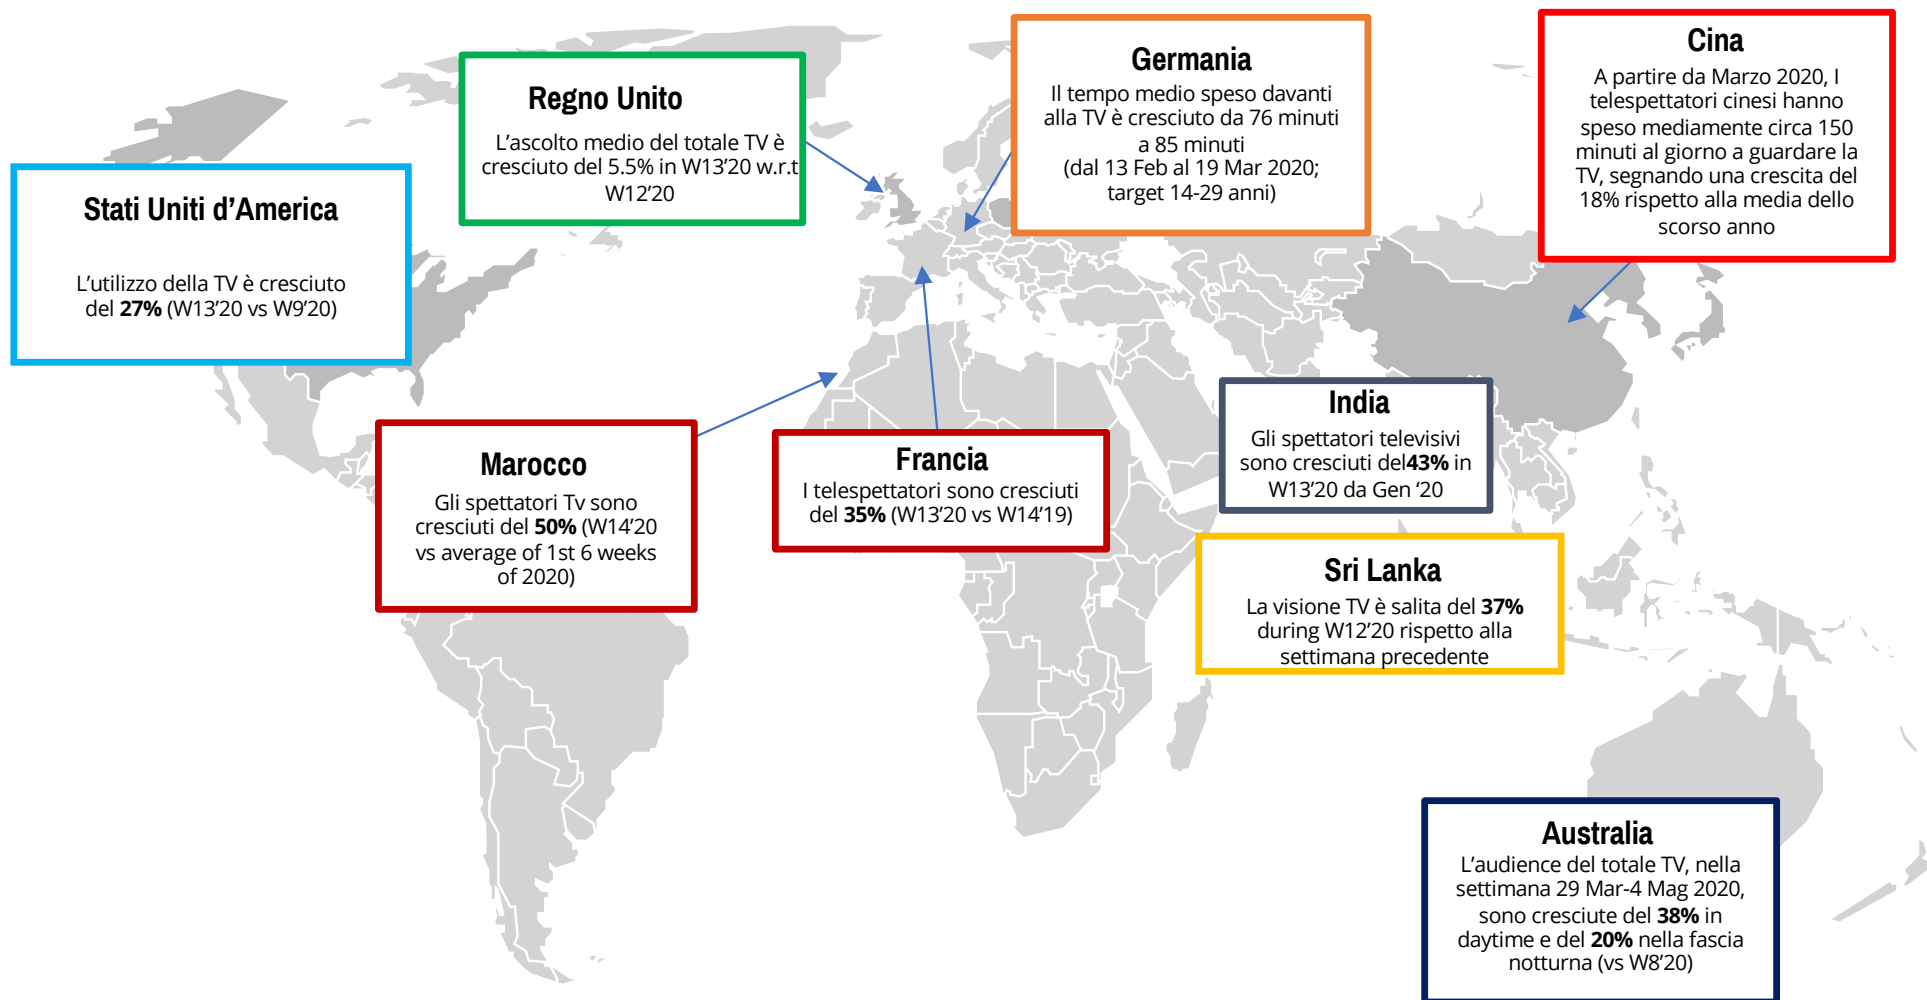 Stati Uniti d’America
L’utilizzo della TV è cresciuto
del 27% (W13’20 vs W9’20)
Regno Unito
L’ascolto medio del totale TV è
cresciuto del 5.5% in W13’20 w.r.t
W12’20
Germania
Il tempo medio speso davanti
alla TV è cresciuto da 76 minuti
a 85 minuti
(dal 13 Feb al 19 Mar 2020;
target 14-29 anni)
Cina
A partire da Marzo 2020, I
telespettatori cinesi hanno
speso mediamente circa 150
minuti al giorno a guardare la
TV, segnando una crescita del
18% rispetto alla media dello
scorso anno
Marocco
Gli spettatori Tv sono
cresciuti del 50% (W14’20
vs average of 1st 6 weeks
of 2020)
Francia
I telespettatori sono cresciuti
del 35% (W13’20 vs W14’19)
India
Gli spettatori televisivi
sono cresciuti del43% in
W13’20 da Gen ‘20
Sri Lanka
La visione TV è salita del 37%
during W12’20 rispetto alla
settimana precedente
Australia
L’audience del totale TV, nella
settimana 29 Mar-4 Mag 2020,
sono cresciute del 38% in
daytime e del 20% nella fascia
notturna (vs W8’20)